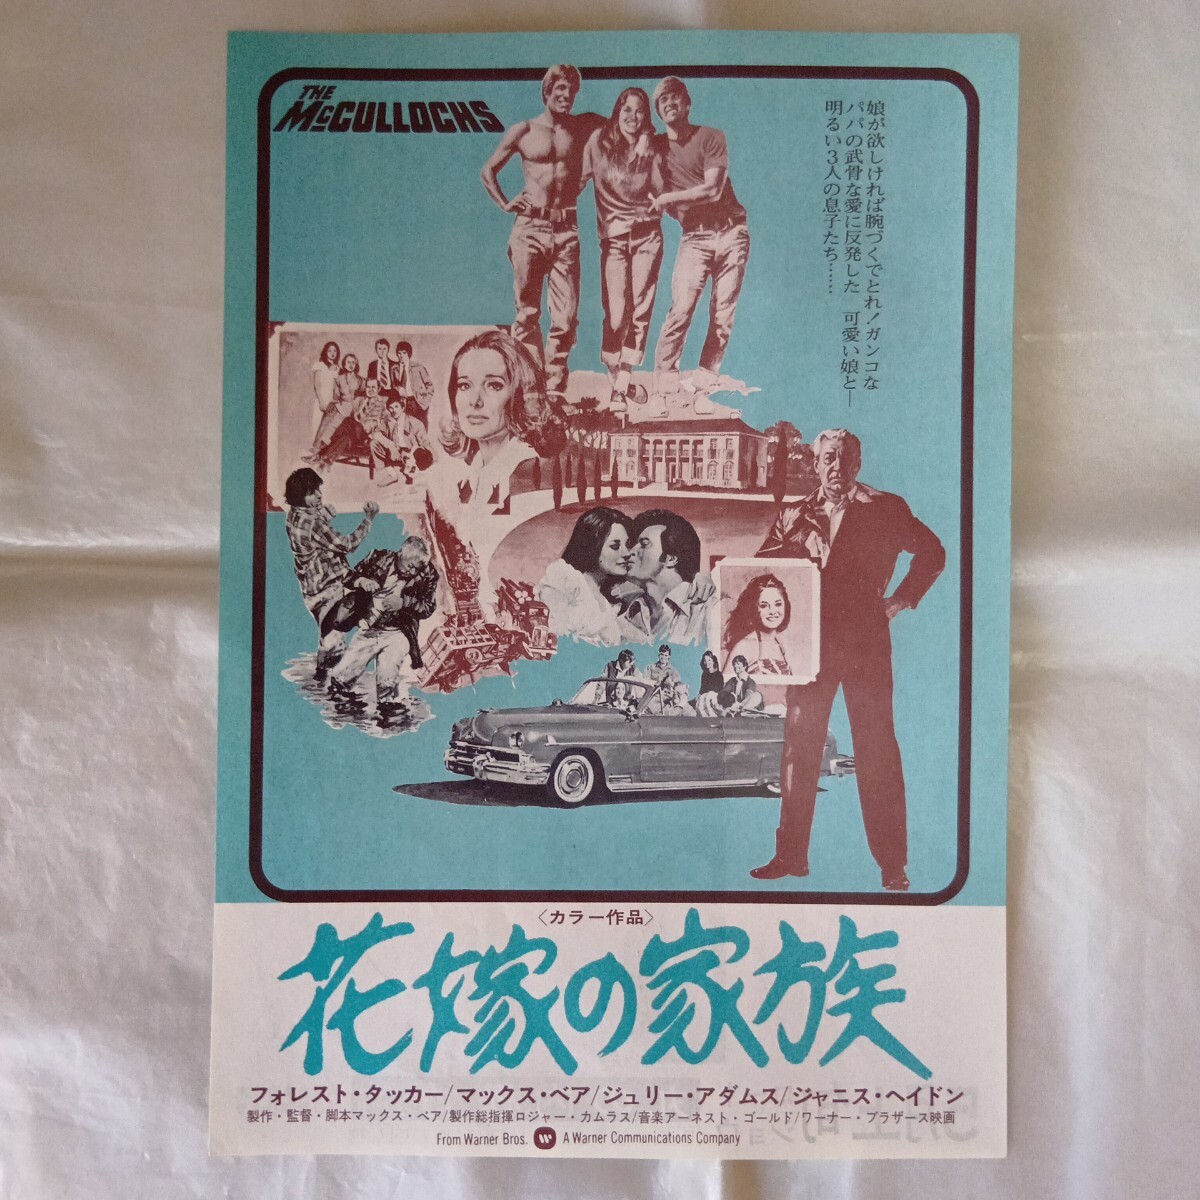 THE
McCULLOCHS
娘が欲しければ腕づくでとれ！ガンコな
パパの武骨な愛に反発した 可愛い娘と—
明るい3人の息子たち……
〈カラー作品〉
花嫁の家族
フォレスト・タッカー/マックス・ベア/ジュリー・アダムス/ジャニス・ヘイドン
製作・監督・脚本マックス・ベア/製作総指揮ロジャー・カムラス/音楽アーネスト・ゴールド/ワーナー・ブラザース映画
From Warner Bros. A Warner Communications Company